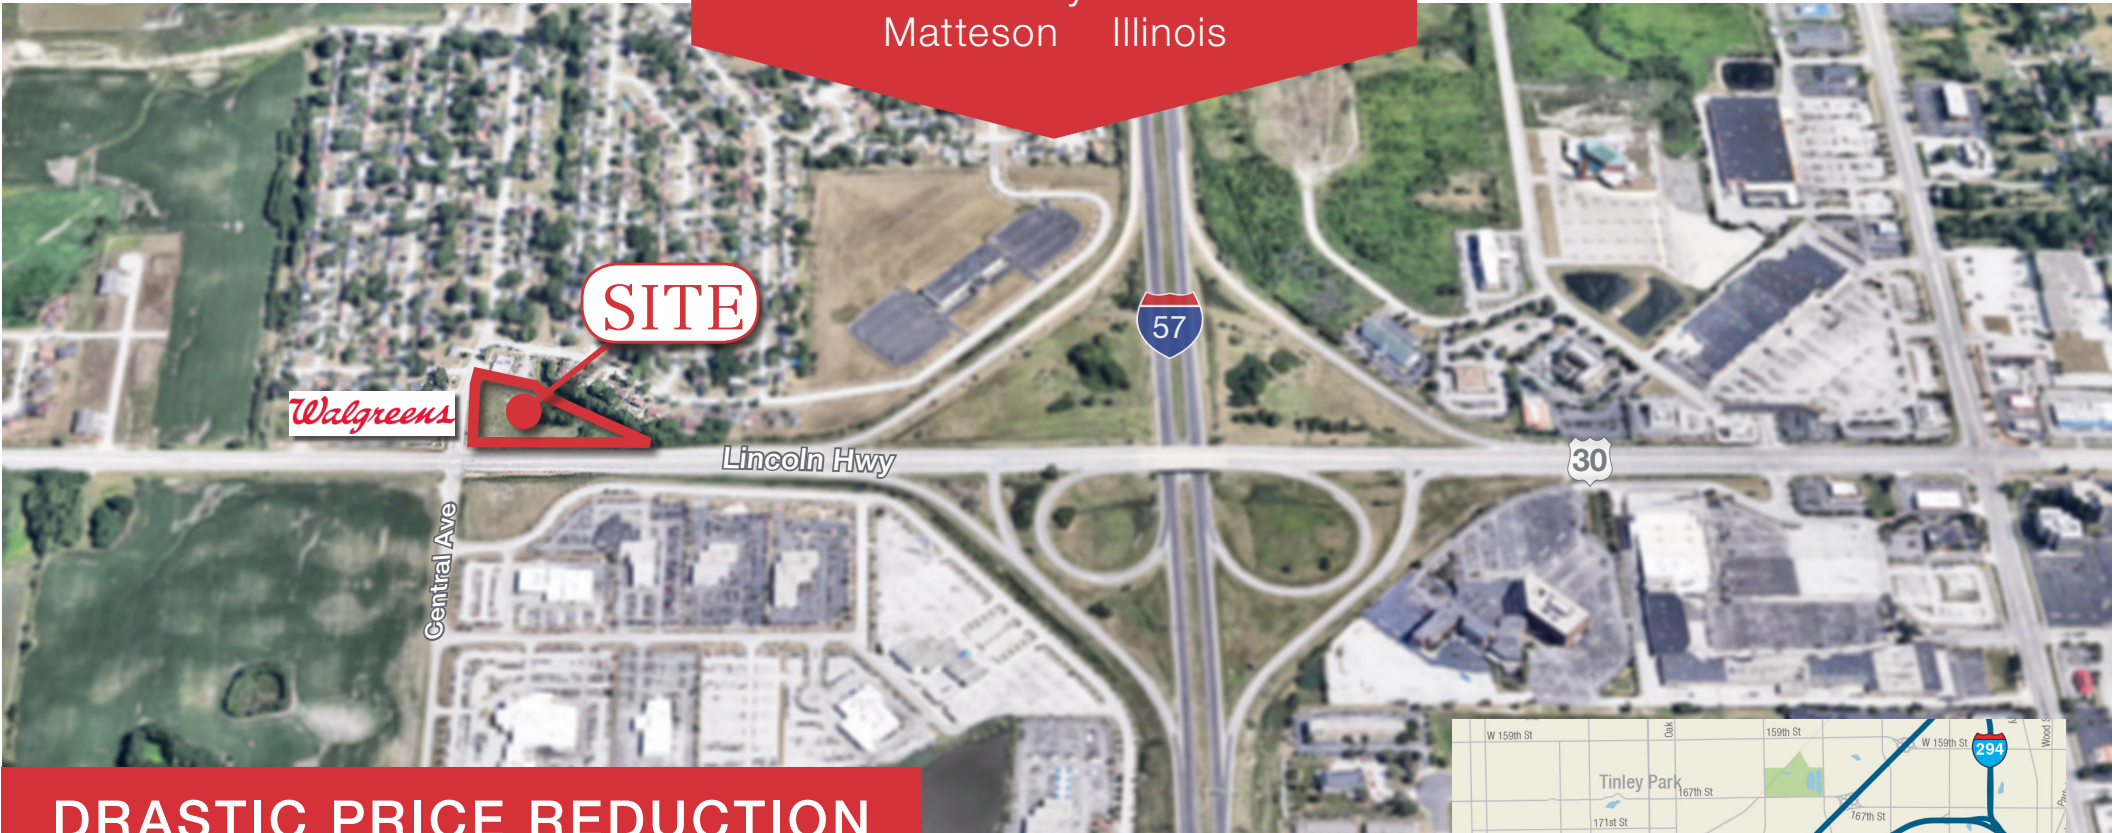 Matteson Illinois
SITE
57
Walgreens
Lincoln Hwy
30
Central Ave
DRASTIC PRICE REDUCTION
W 159th St
Oak
159th St
W 159th St
294
Wood S
Tinley Park
167th St
167th St
171st St